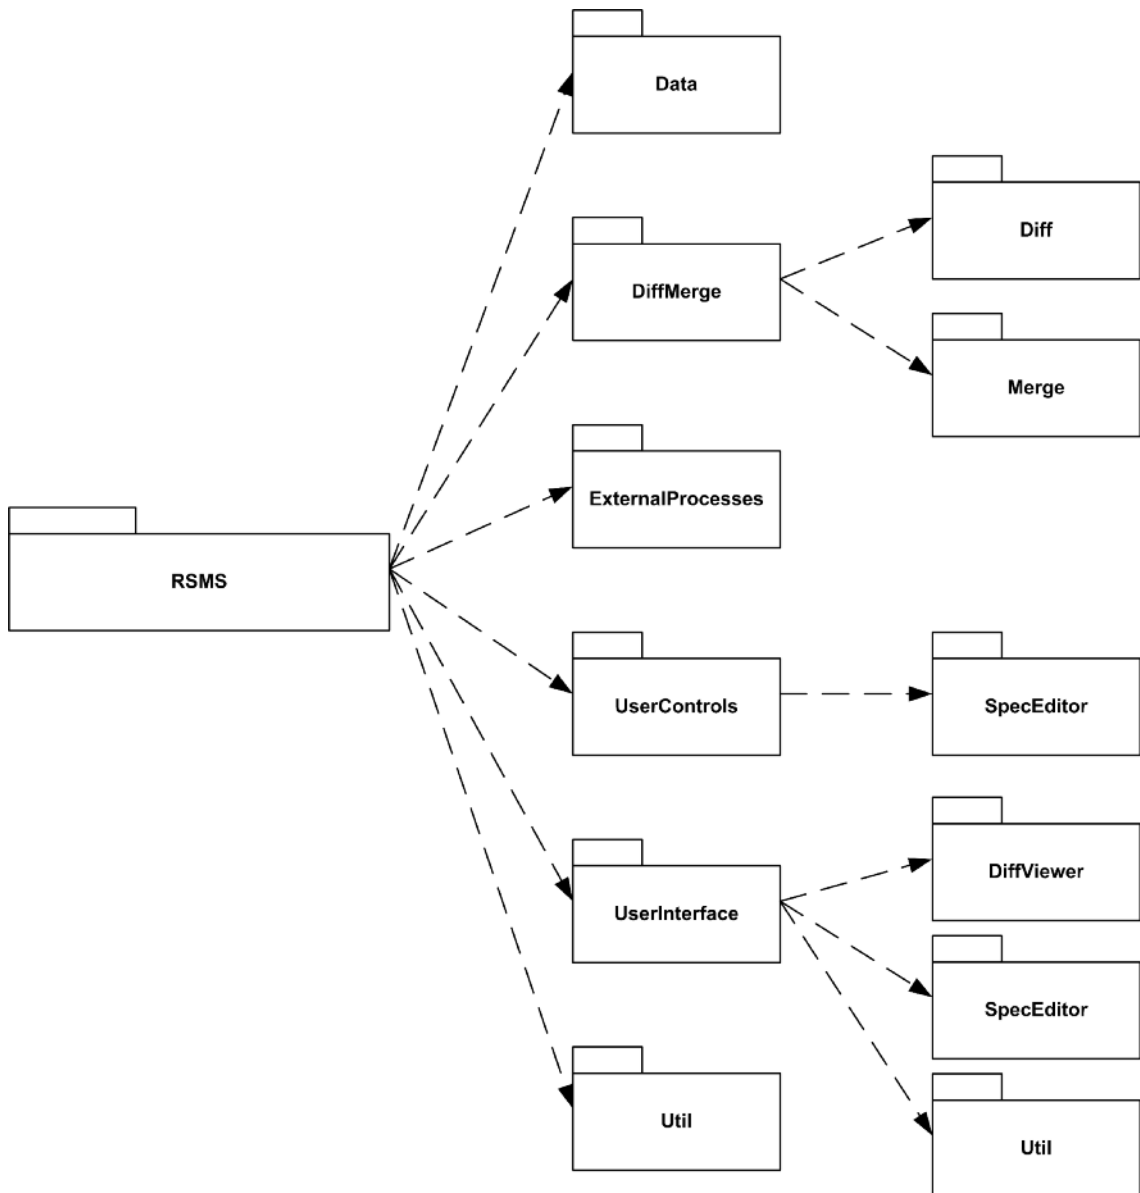 Data
Diff
DiffMerge
Merge
ExternalProcesses
RSMS
UserControls
SpecEditor
DiffViewer
UserInterface
SpecEditor
Util
Util